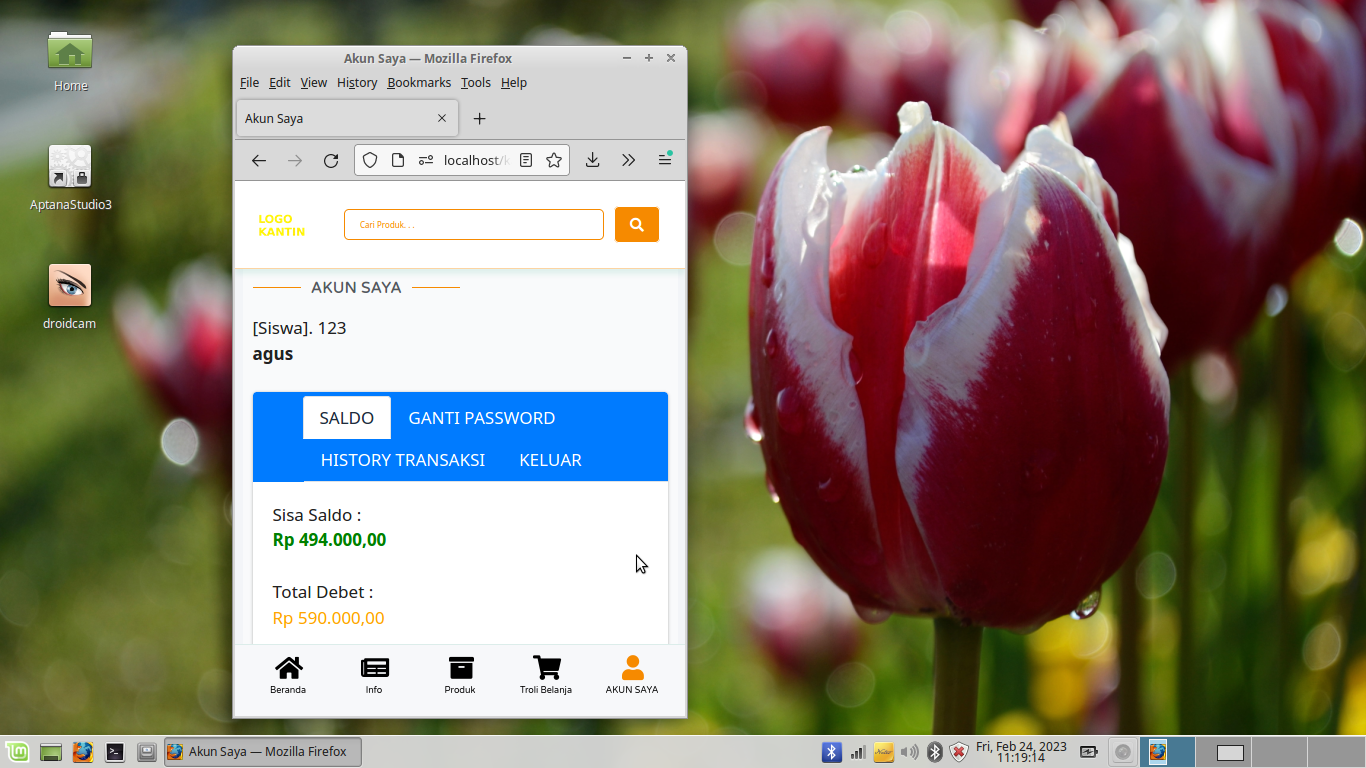 Home
AptanaStudio3
droidcam
Akun Saya — Mozilla Firefox
File Edit View History Bookmarks Tools Help
Akun Saya
localhost/k
LOGO
KANTIN
Cari Produk. . .
AKUN SAYA
[Siswa]. 123
agus
SALDO GANTI PASSWORD
HISTORY TRANSAKSI KELUAR
Sisa Saldo :
Rp 494.000,00
Total Debet :
Rp 590.000,00
Beranda Info Produk Troli Belanja AKUN SAYA
Akun Saya — Mozilla Firefox
Fri, Feb 24, 2023
11:19:14